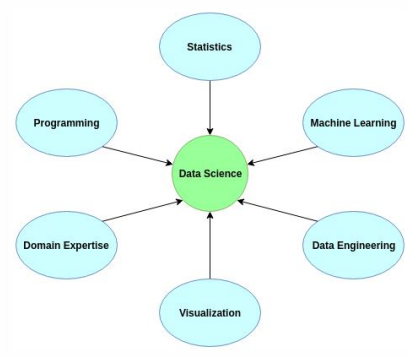 Statistics
Programming
Machine Learning
Data Science
Domain Expertise
Data Engineering
Visualization